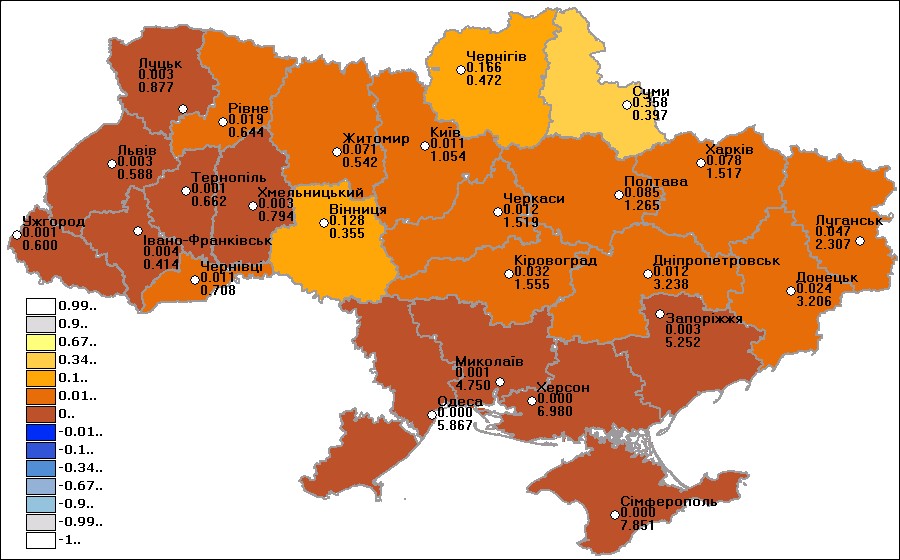 Чернігів
0.166
0.472
Суми
0.358
0.397
Луцьк
0.003
0.877
Рівне
0.019
0.644
Житомир
0.071
0.542
Київ
0.011
1.054
Харків
0.078
1.517
Львів
0.003
0.588
Тернопіль
0.001
0.662
Хмельницький
0.003
0.794
Вінниця
0.128
0.355
Черкаси
0.012
1.519
Полтава
0.085
1.265
Луганськ
0.047
2.307
Ужгород
0.001
0.600
Івано-Франківськ
0.004
0.414
Чернівці
0.011
0.708
Кіровоград
0.032
1.555
Дніпропетровськ
0.012
3.238
Донецьк
0.024
3.206
Запоріжжя
0.003
5.252
Миколаїв
0.001
4.750
Херсон
0.000
6.980
Одеса
0.000
5.867
Сімферополь
0.000
7.851
0.99..
0.9..
0.67..
0.34..
0.1..
0.01..
0..
-0.01..
-0.1..
-0.34..
-0.67..
-0.9..
-0.99..
-1..